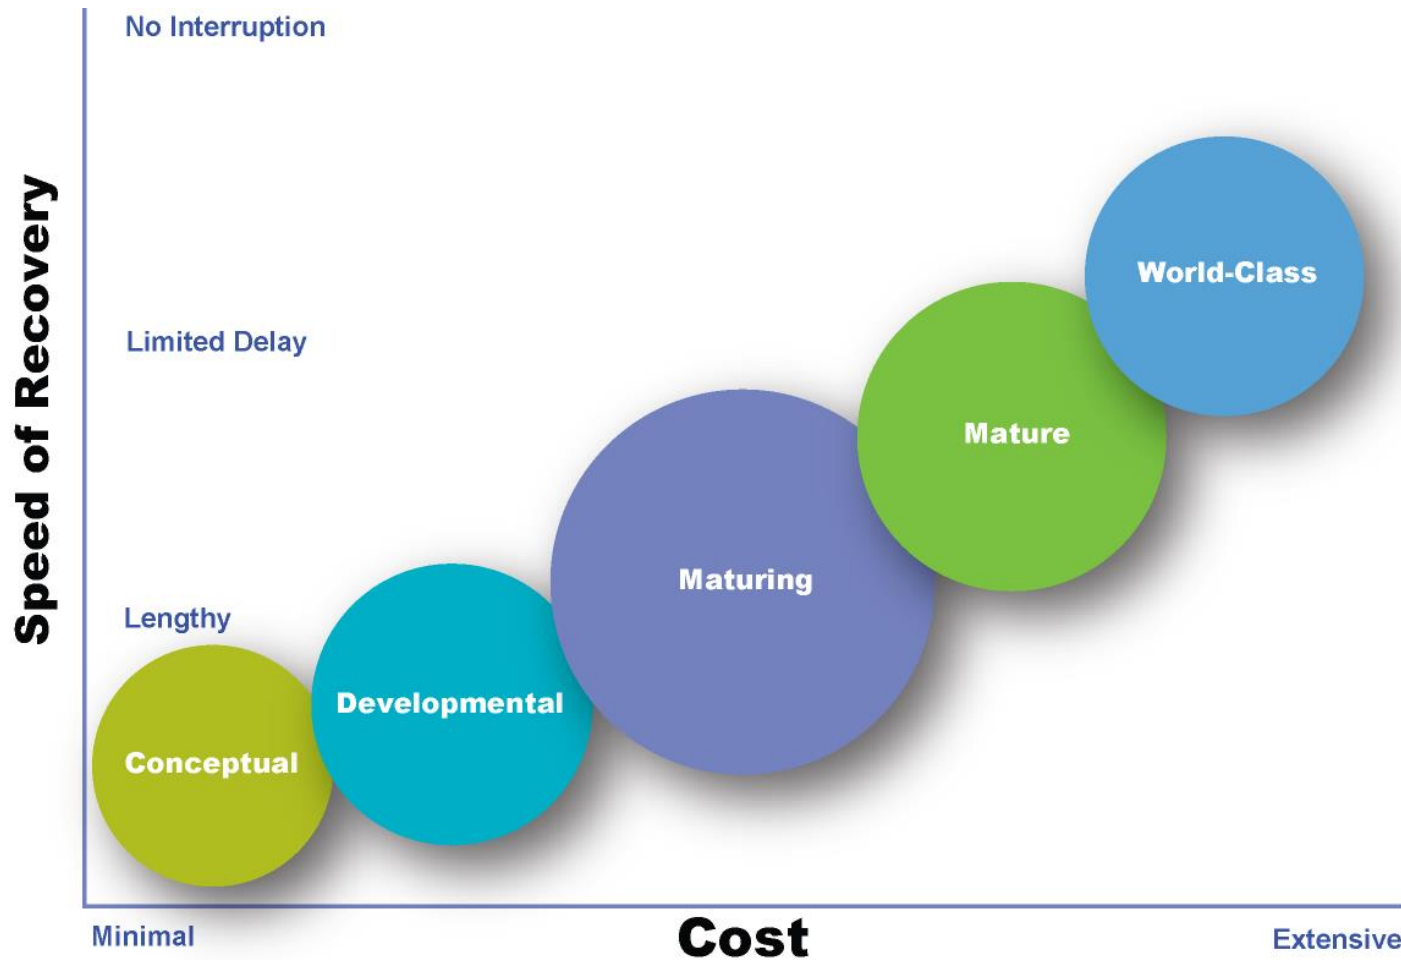 No Interruption
Speed of Recovery
World-Class
Limited Delay
Mature
Maturing
Lengthy
Developmental
Conceptual
Minimal
Cost
Extensive